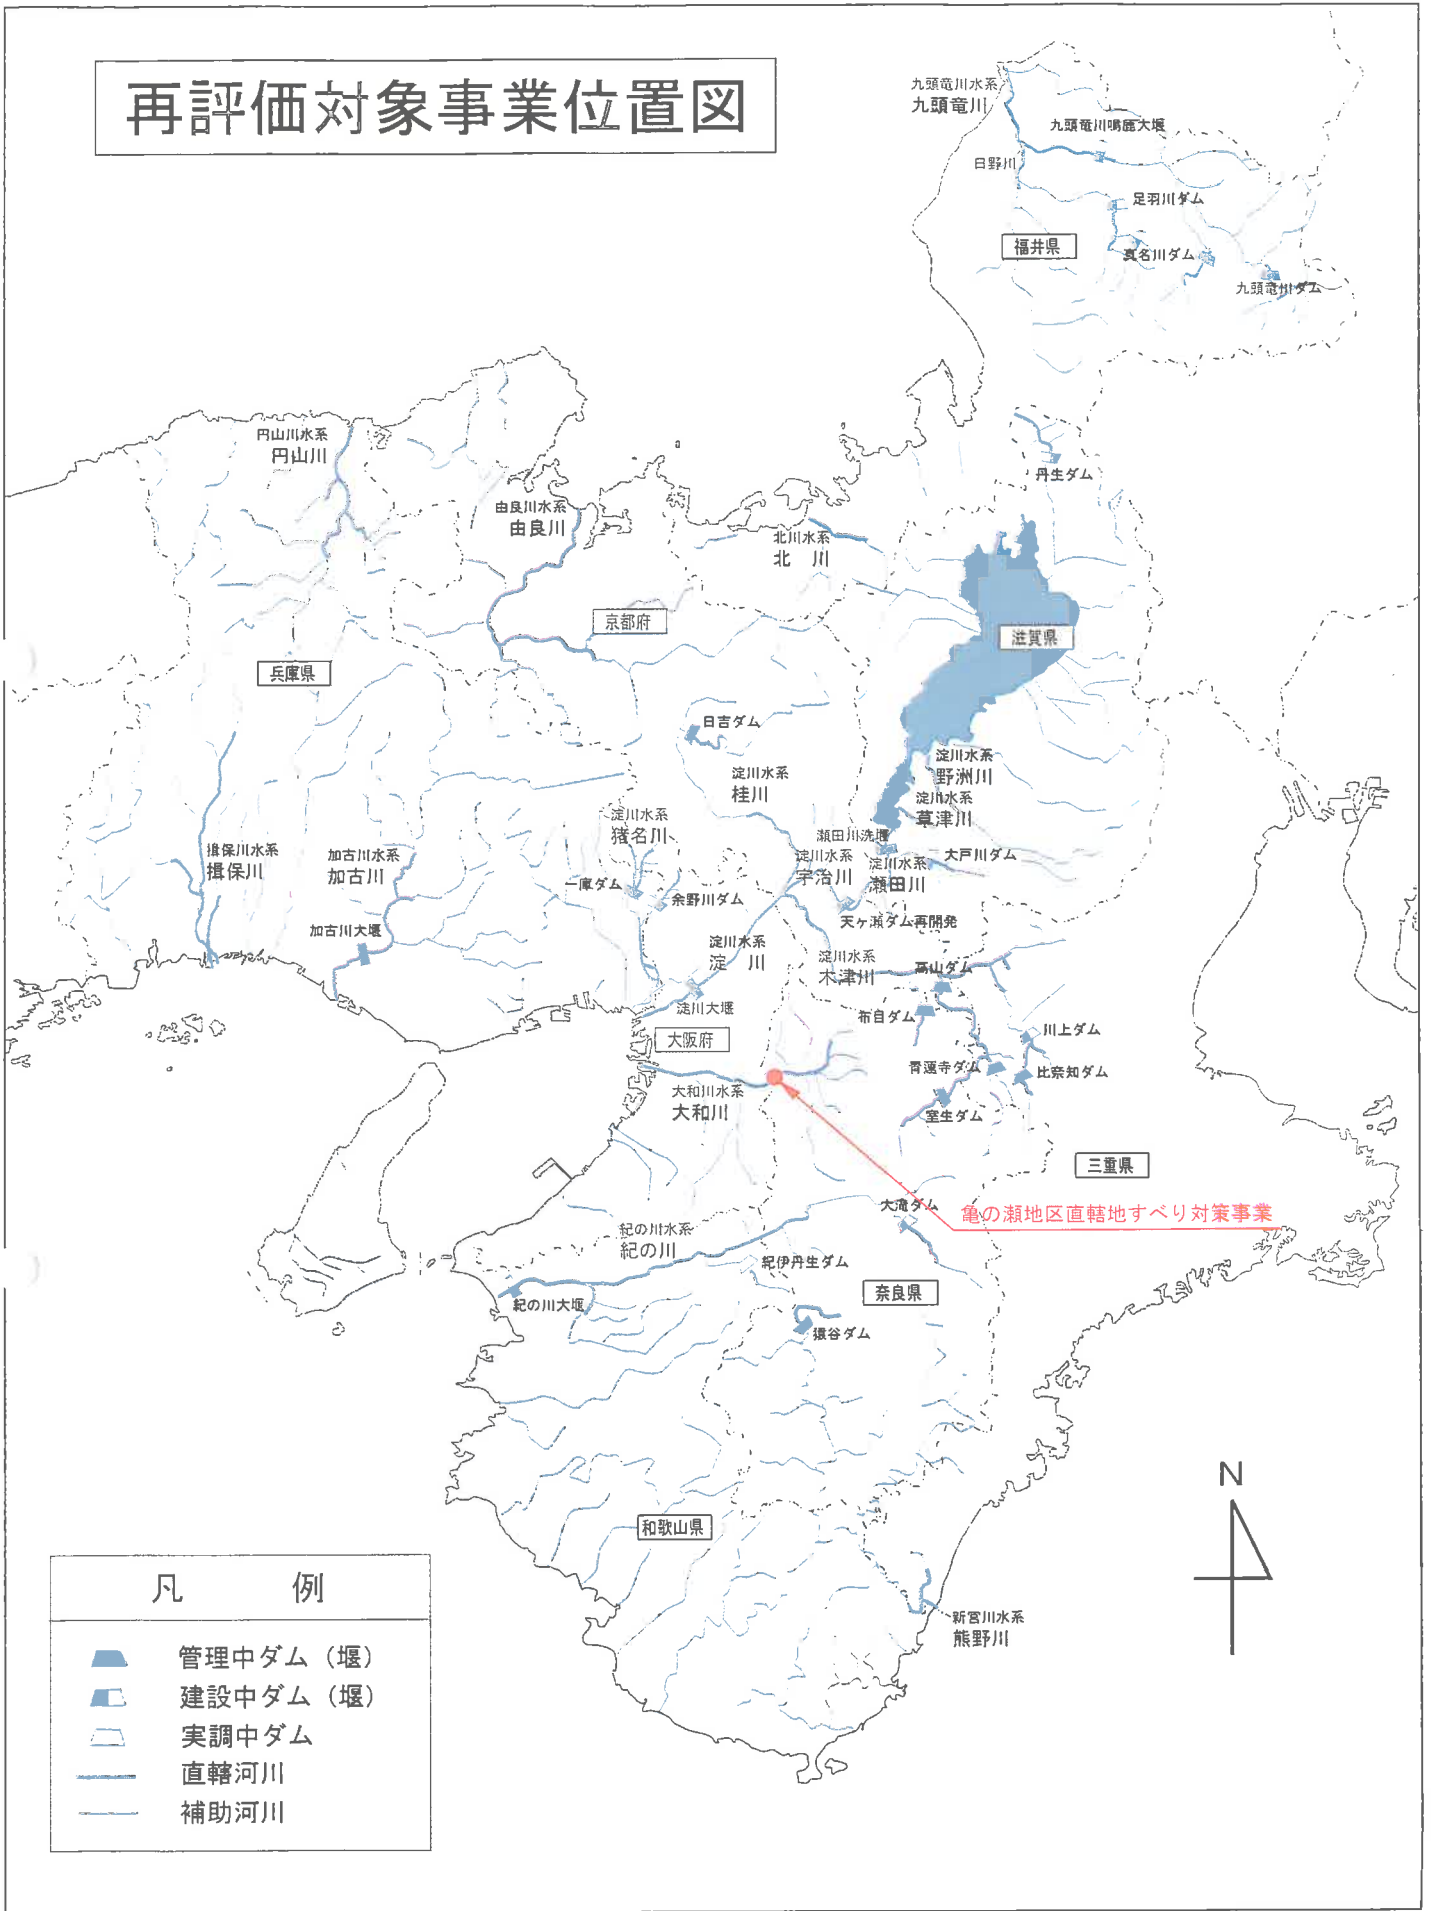 再評価対象事業位置図
九頭竜川水系
九頭竜川
九頭竜川鳴鹿大堰
日野川
足羽川ダム
福井県
真名川ダム
九頭竜川ダム
円山川水系
円山川
丹生ダム
由良川水系
由良川
北川水系
北 川
京都府
滋賀県
兵庫県
日吉ダム
淀川水系
野洲川
淀川水系
桂川
淀川水系
草津川
淀川水系
猪名川
瀬田川洗堰
揖保川水系
揖保川
加古川水系
加古川
淀川水系
宇治川
淀川水系
瀬田川
大戸川ダム
一庫ダム
余野川ダム
天ヶ瀬ダム再開発
加古川大堰
淀川水系
淀 川
淀川水系
木津川
高山ダム
淀川大堰
布目ダム
川上ダム
大阪府
青蓮寺ダム
比奈知ダム
大和川水系
大和川
室生ダム
三重県
大滝ダム
亀の瀬地区直轄地すべり対策事業
紀の川水系
紀の川
紀伊丹生ダム
奈良県
紀の川大堰
猿谷ダム
N
和歌山県
新宮川水系
熊野川
凡 例
管理中ダム（堰）
建設中ダム（堰）
実調中ダム
直轄河川
補助河川